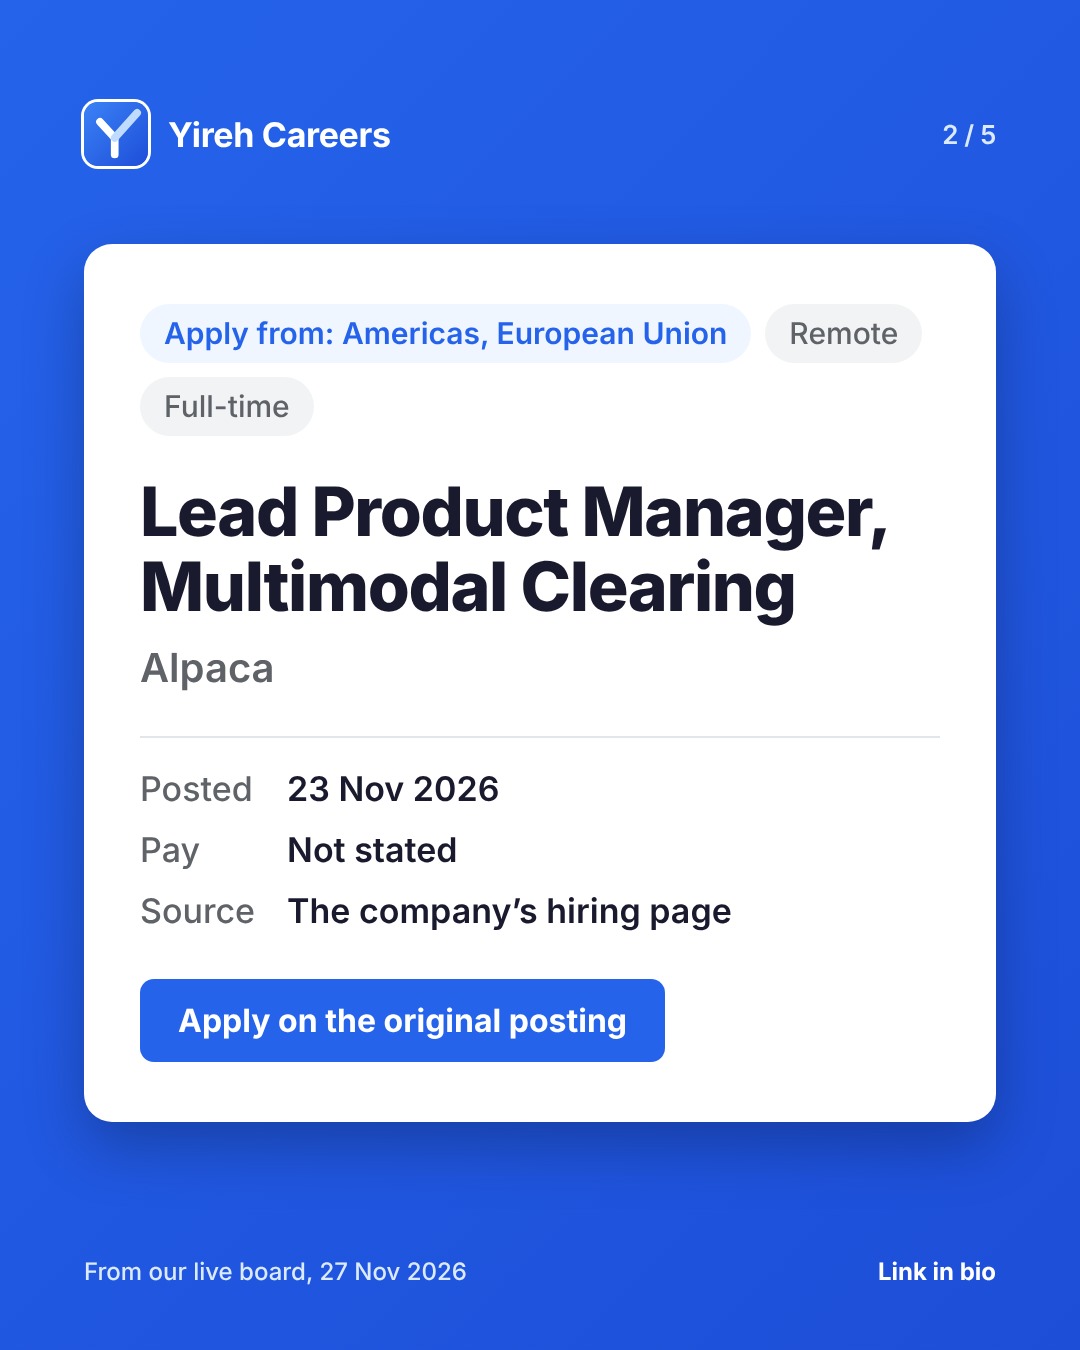 Yireh Careers
2 / 5
Apply from: Americas, European Union
Remote
Full-time
Lead Product Manager,
Multimodal Clearing
Alpaca
Posted 23 Nov 2026
Pay Not stated
Source The company’s hiring page
Apply on the original posting
From our live board, 27 Nov 2026
Link in bio